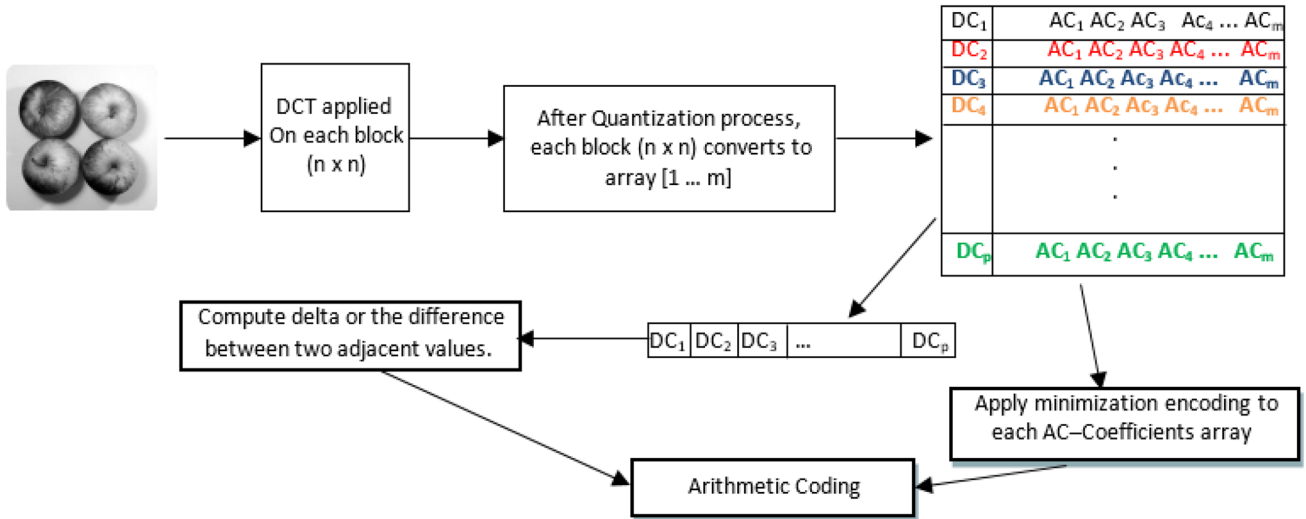 DCT applied
On each block
(n x n)
After Quantization process,
each block (n x n) converts to
array [1 ... m]
DC₁ AC₁ AC₂ AC₃ Ac₄ ... ACₘ
DC₂ AC₁ AC₂ AC₃ AC₄ ... ACₘ
DC₃ AC₁ AC₂ Ac₃ Ac₄ ... ACₘ
DC₄ AC₁ AC₂ Ac₃ Ac₄ ... ACₘ
.
.
.
DCₚ AC₁ AC₂ AC₃ AC₄ ... ACₘ
DC₁ DC₂ DC₃ ... DCₚ
Compute delta or the difference
between two adjacent values.
Apply minimization encoding to
each AC–Coefficients array
Arithmetic Coding